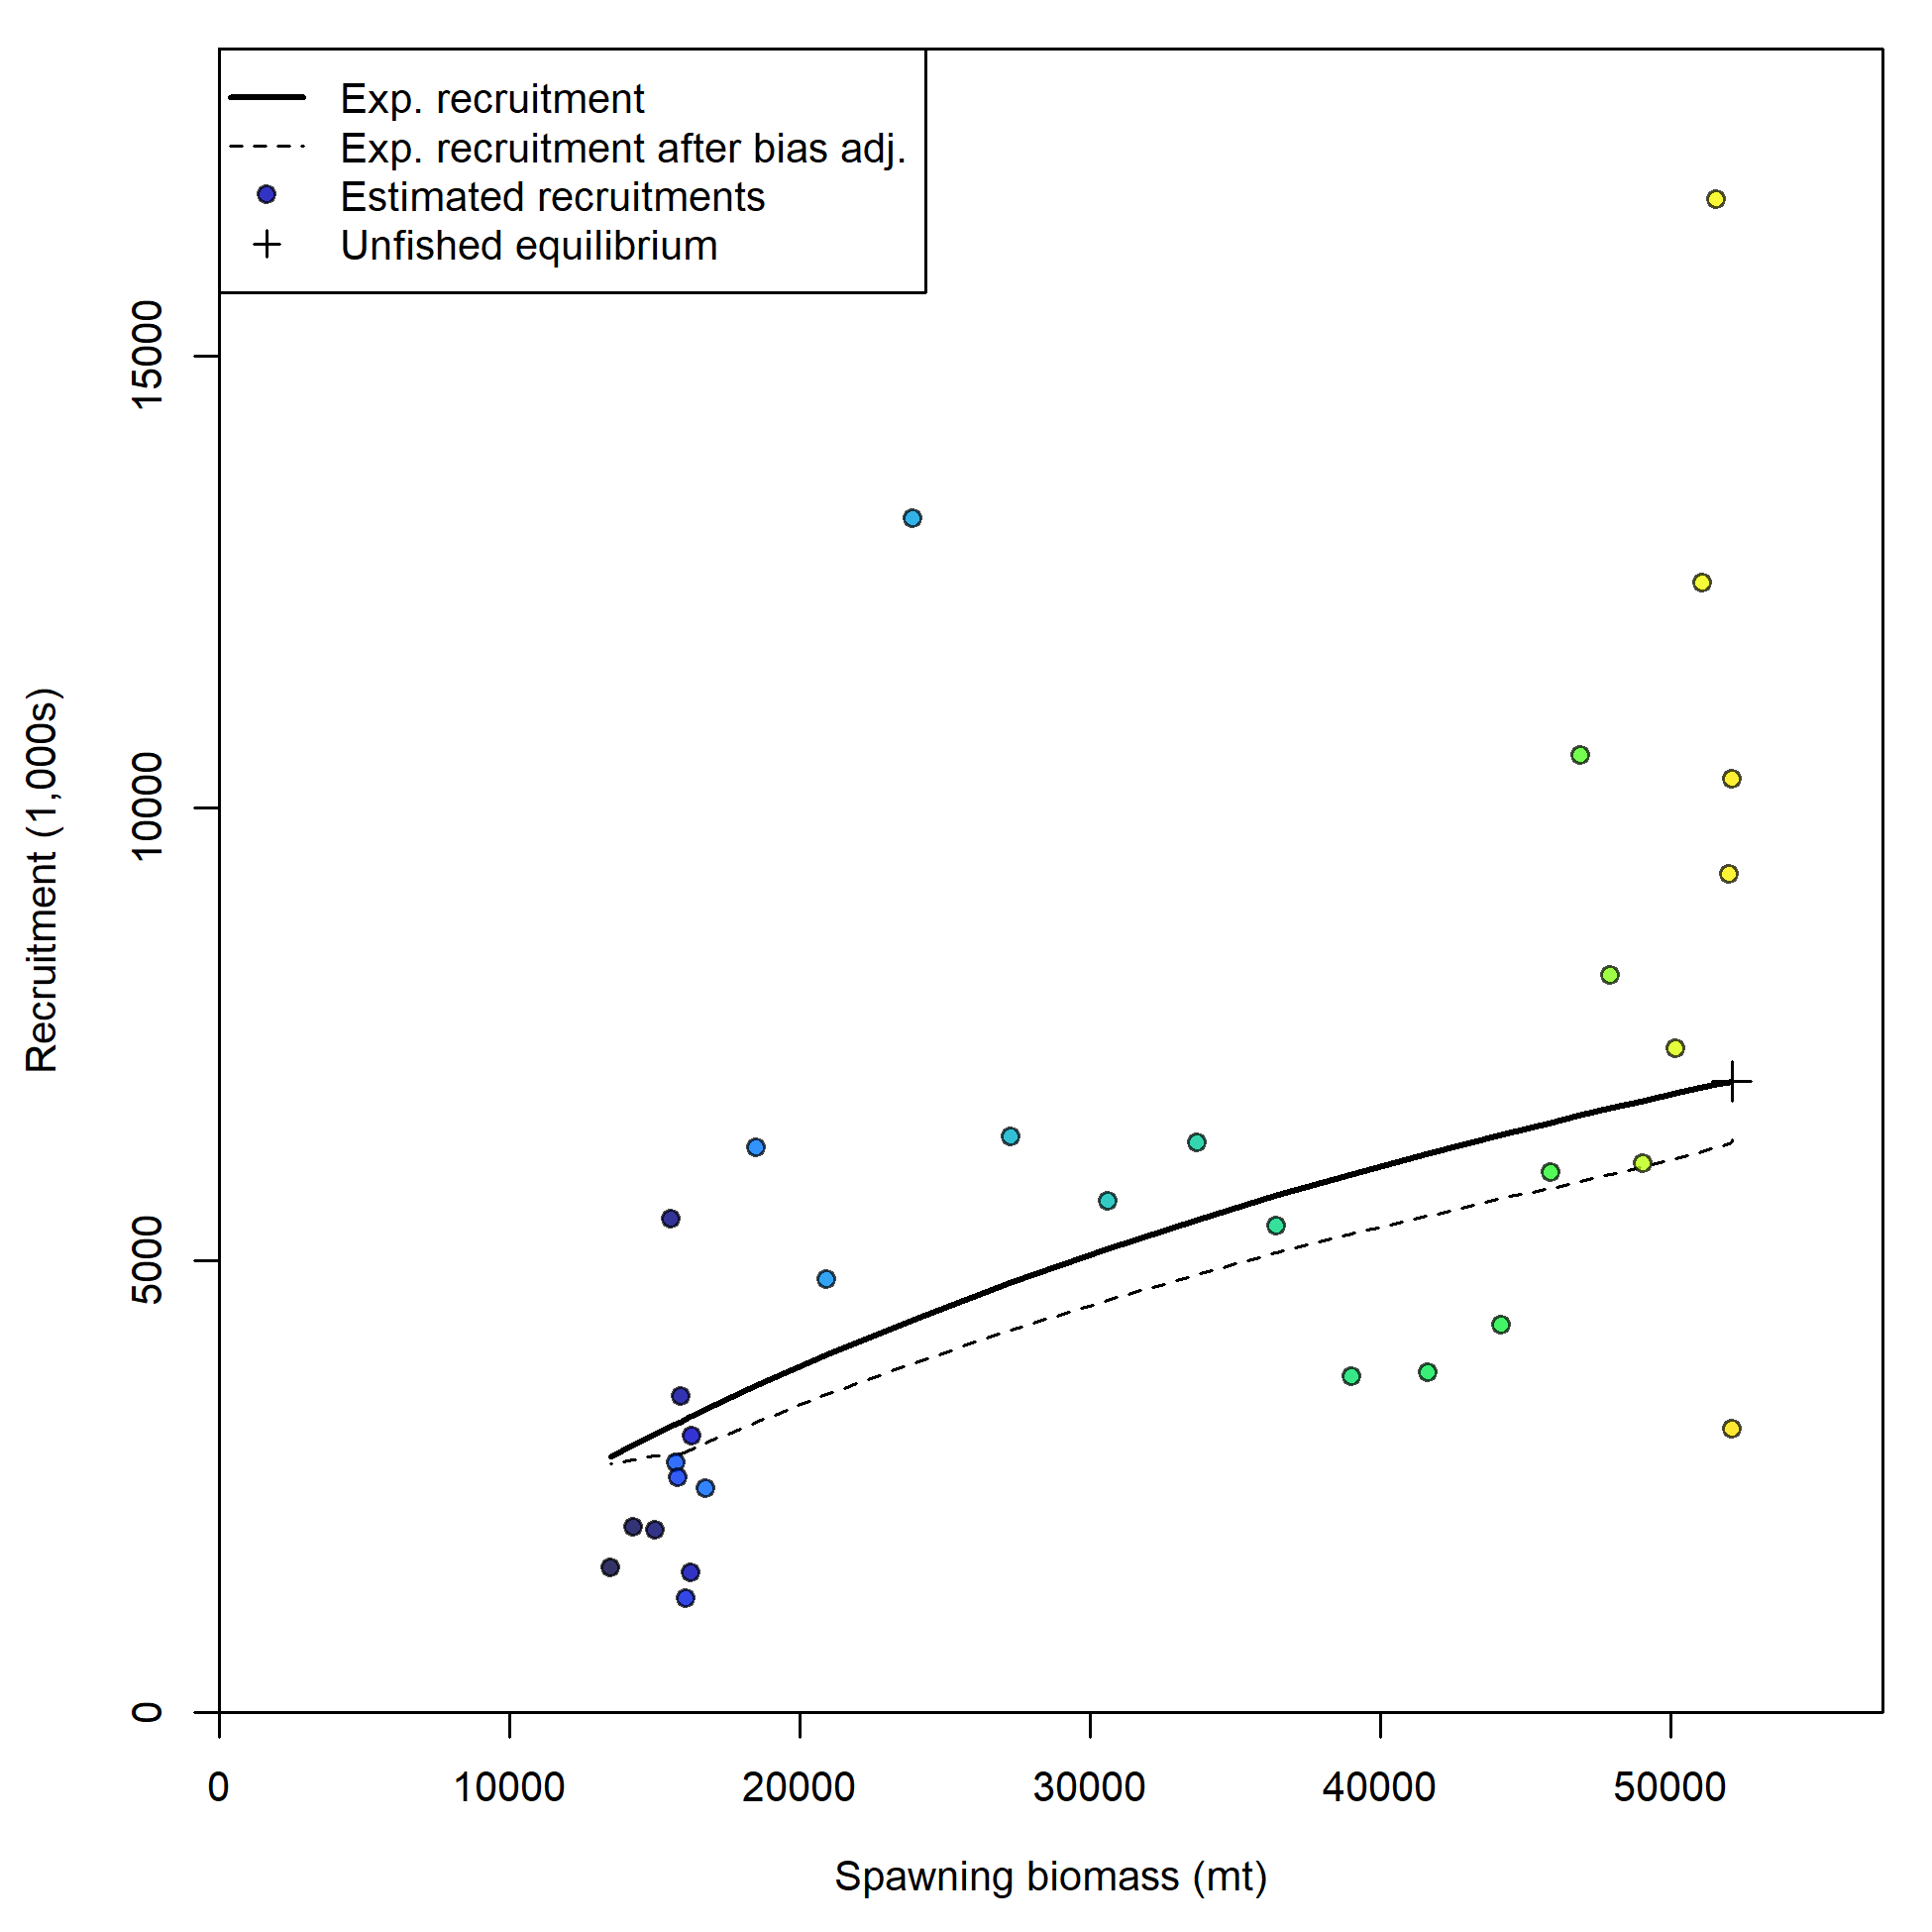 Exp. recruitment
Exp. recruitment after bias adj.
Estimated recruitments
Unfished equilibrium
15000
10000
5000
0
Recruitment (1,000s)
0 10000 20000 30000 40000 50000
Spawning biomass (mt)